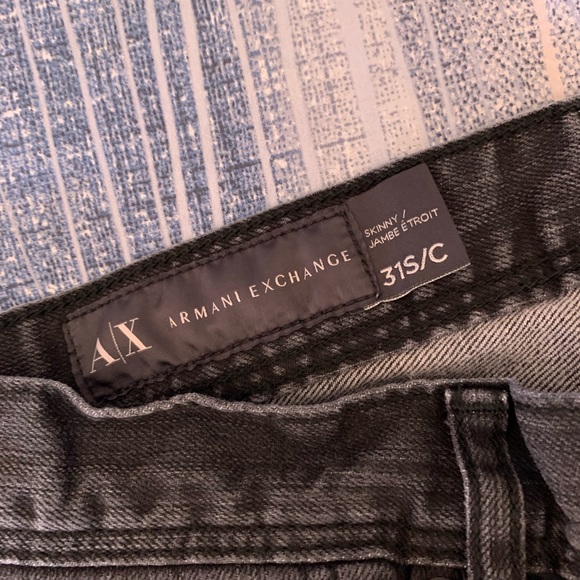 A|X ARMANI EXCHANGE
SKINNY /
JAMBE ÉTROIT
31S/C